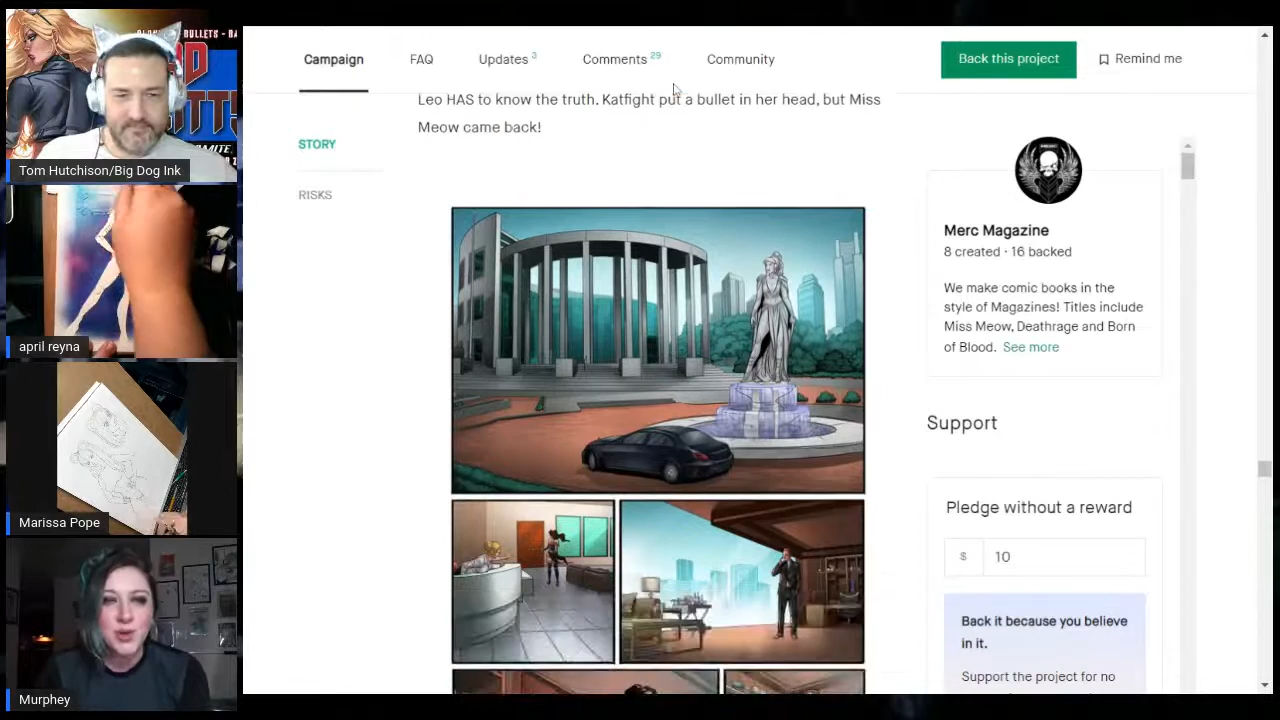 BULLETS - BA
Tom Hutchison/Big Dog Ink
april reyna
Marissa Pope
Murphey
Campaign
FAQ
Updates 3
Comments 29
Community
Back this project
Remind me
STORY
RISKS
Leo HAS to know the truth. Katfight put a bullet in her head, but Miss
Meow came back!
Merc Magazine
8 created · 16 backed
We make comic books in the
style of Magazines! Titles include
Miss Meow, Deathrage and Born
of Blood. See more
Support
Pledge without a reward
$ 10
Back it because you believe
in it.
Support the project for no